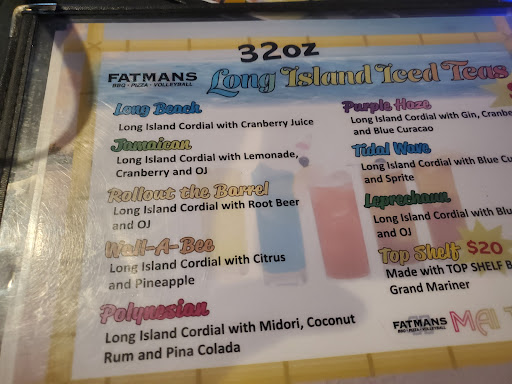 32oz
FATMANS
BBQ • PIZZA • VOLLEYBALL
Long Island Iced Teas
Long Beach
Long Island Cordial with Cranberry Juice
Jamaican
Long Island Cordial with Lemonade,
Cranberry and OJ
Rollout the Barrel
Long Island Cordial with Root Beer
and OJ
Wall-A-Bee
Long Island Cordial with Citrus
and Pineapple
Polynesian
Long Island Cordial with Midori, Coconut
Rum and Pina Colada
Purple Haze
Long Island Cordial with Gin, Cranbe
and Blue Curacao
Tidal Wave
Long Island Cordial with Blue Cu
and Sprite
Leprechaun
Long Island Cordial with Blu
and OJ
Top Shelf $20
Made with TOP SHELF B
Grand Mariner
FATMANS
BBQ • PIZZA • VOLLEYBALL
MAI T